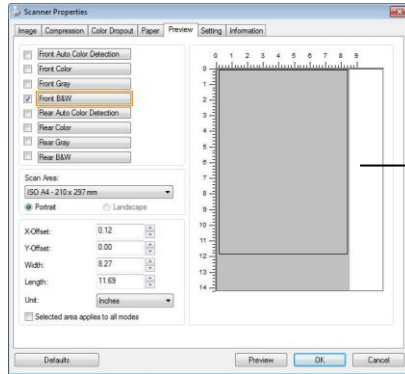 Scanner Properties
Image Compression Color Dropout Paper Preview Setting Information
Front Auto Color Detection
Front Color
Front Gray
Front B&W
Rear Auto Color Detection
Rear Color
Rear Gray
Rear B&W
Scan Area:
ISO A4 - 210 x 297 mm
Portrait Landscape
X-Offset: 0.12
Y-Offset: 0.00
Width: 8.27
Length: 11.69
Unit: Inches
Selected area applies to all modes
0 1 2 3 4 5 6 7 8 9
0
1
2
3
4
5
6
7
8
9
10
11
12
13
14
Defaults Preview OK Cancel